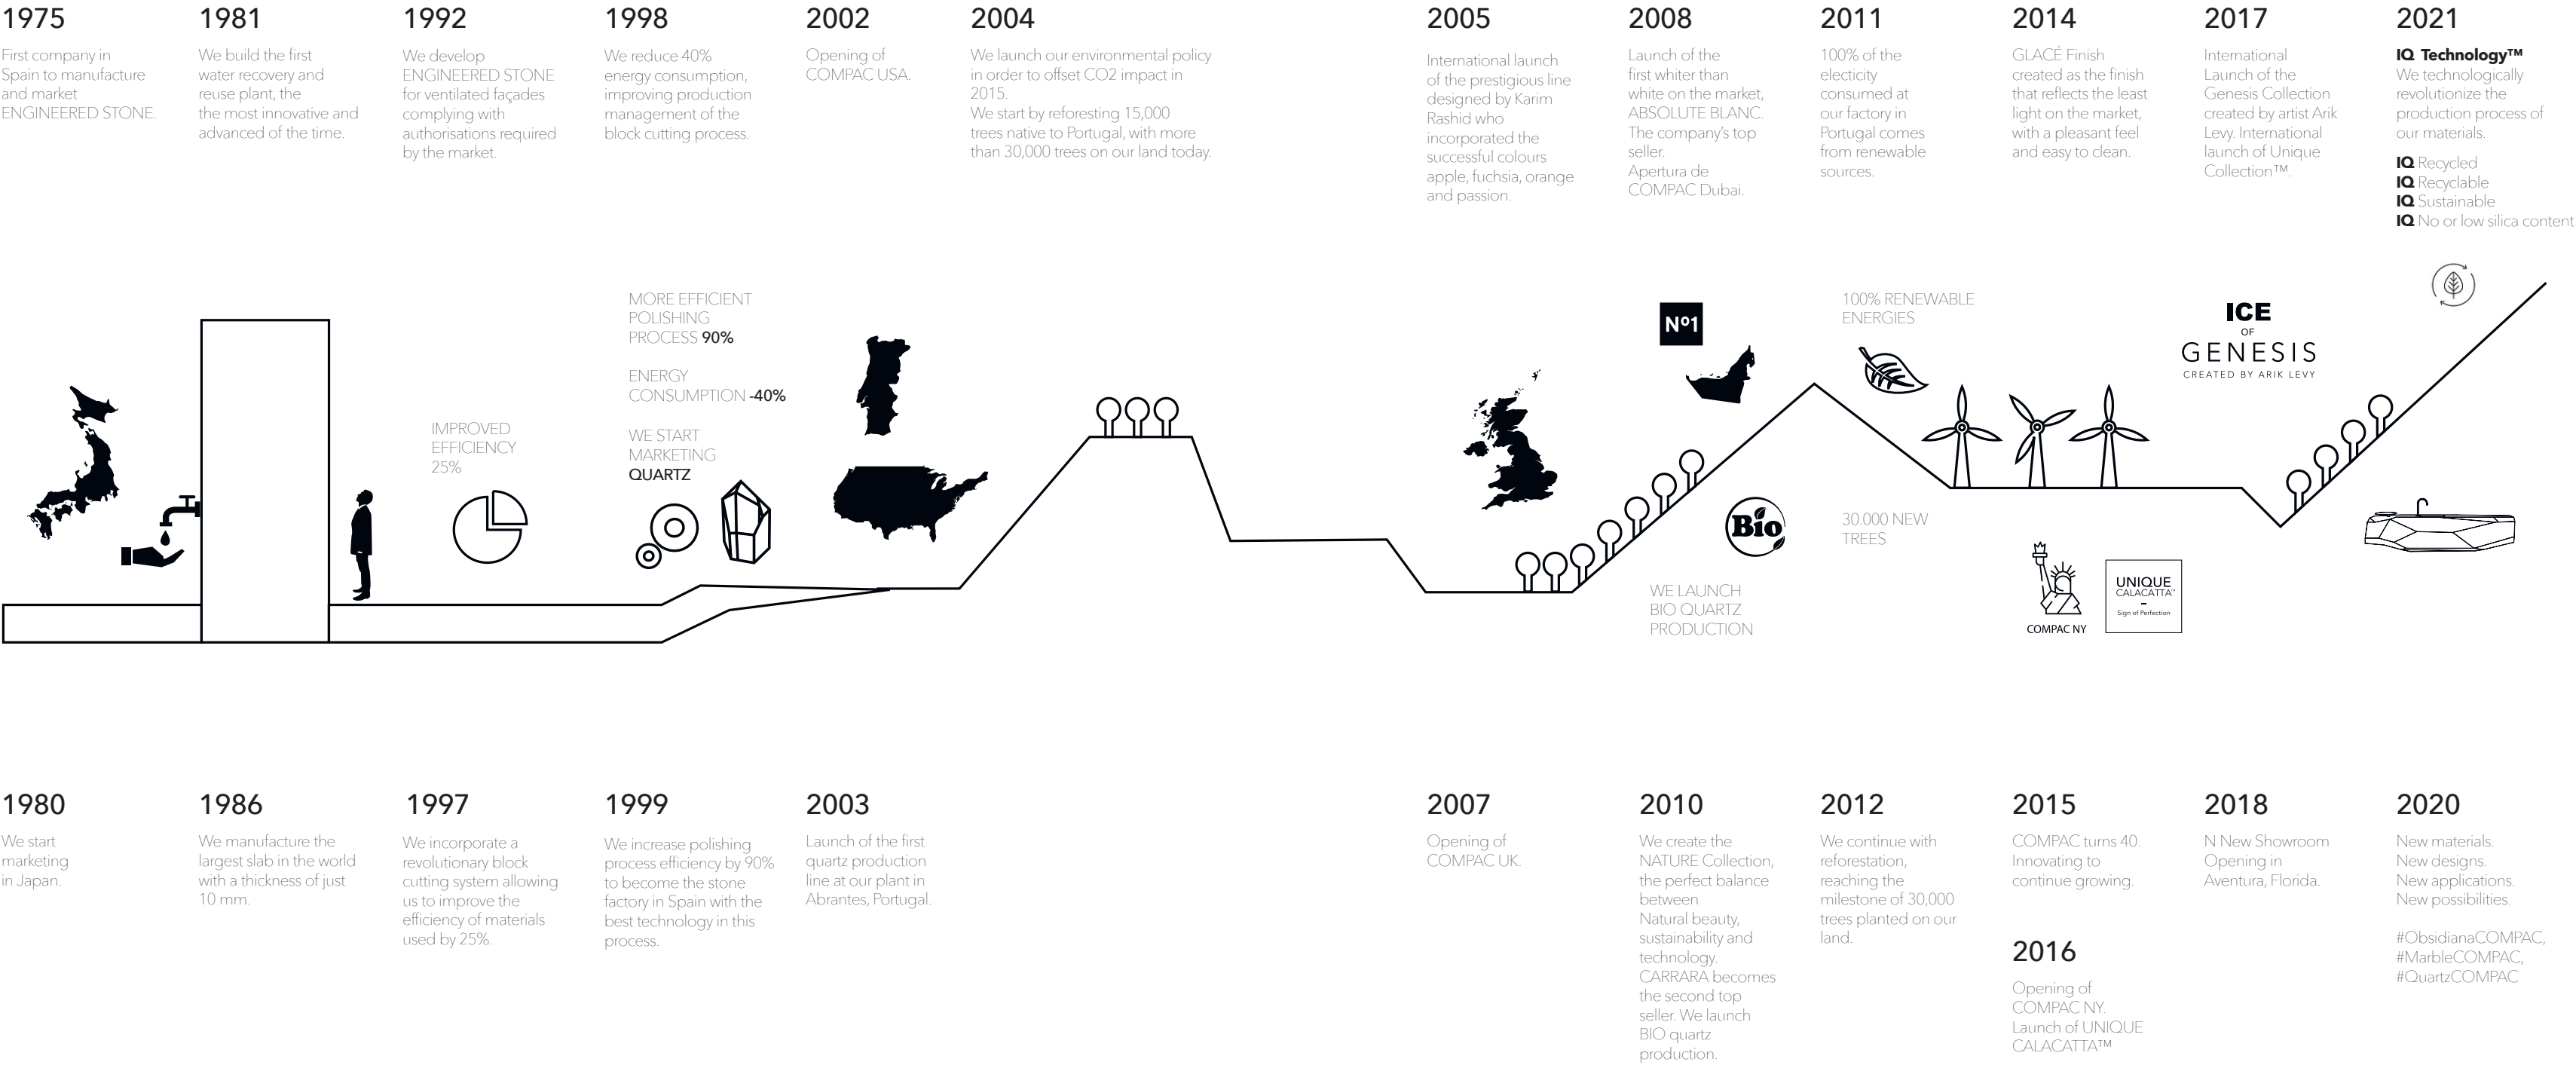 1975
First company in
Spain to manufacture
and market
ENGINEERED STONE.
1981
We build the first
water recovery and
reuse plant, the
the most innovative and
advanced of the time.
1992
We develop
ENGINEERED STONE
for ventilated façades
complying with
authorisations required
by the market.
1998
We reduce 40%
energy consumption,
improving production
management of the
block cutting process.
2002
Opening of
COMPAC USA.
2004
We launch our environmental policy
in order to offset CO2 impact in
2015.
We start by reforesting 15,000
trees native to Portugal, with more
than 30,000 trees on our land today.
2005
International launch
of the prestigious line
designed by Karim
Rashid who
incorporated the
successful colours
apple, fuchsia, orange
and passion.
2008
Launch of the
first whiter than
white on the market,
ABSOLUTE BLANC.
The company's top
seller.
Apertura de
COMPAC Dubai.
2011
100% of the
electicity
consumed at
our factory in
Portugal comes
from renewable
sources.
2014
GLACÉ Finish
created as the finish
that reflects the least
light on the market,
with a pleasant feel
and easy to clean.
2017
International
Launch of the
Genesis Collection
created by artist Arik
Levy. International
launch of Unique
Collection™.
2021
IQ Technology™
We technologically
revolutionize the
production process of
our materials.
IQ Recycled
IQ Recyclable
IQ Sustainable
IQ No or low silica content
IMPROVED
EFFICIENCY
25%
MORE EFFICIENT
POLISHING
PROCESS 90%
ENERGY
CONSUMPTION -40%
WE START
MARKETING
QUARTZ
Nº1
Bio
WE LAUNCH
BIO QUARTZ
PRODUCTION
100% RENEWABLE
ENERGIES
30.000 NEW
TREES
COMPAC NY
UNIQUE
CALACATTA™
Sign of Perfection
ICE
OF
GENESIS
CREATED BY ARIK LEVY
1980
We start
marketing
in Japan.
1986
We manufacture the
largest slab in the world
with a thickness of just
10 mm.
1997
We incorporate a
revolutionary block
cutting system allowing
us to improve the
efficiency of materials
used by 25%.
1999
We increase polishing
process efficiency by 90%
to become the stone
factory in Spain with the
best technology in this
process.
2003
Launch of the first
quartz production
line at our plant in
Abrantes, Portugal.
2007
Opening of
COMPAC UK.
2010
We create the
NATURE Collection,
the perfect balance
between
Natural beauty,
sustainability and
technology.
CARRARA becomes
the second top
seller. We launch
BIO quartz
production.
2012
We continue with
reforestation,
reaching the
milestone of 30,000
trees planted on our
land.
2015
COMPAC turns 40.
Innovating to
continue growing.
2016
Opening of
COMPAC NY.
Launch of UNIQUE
CALACATTA™
2018
N New Showroom
Opening in
Aventura, Florida.
2020
New materials.
New designs.
New applications.
New possibilities.
#ObsidianaCOMPAC,
#MarbleCOMPAC,
#QuartzCOMPAC